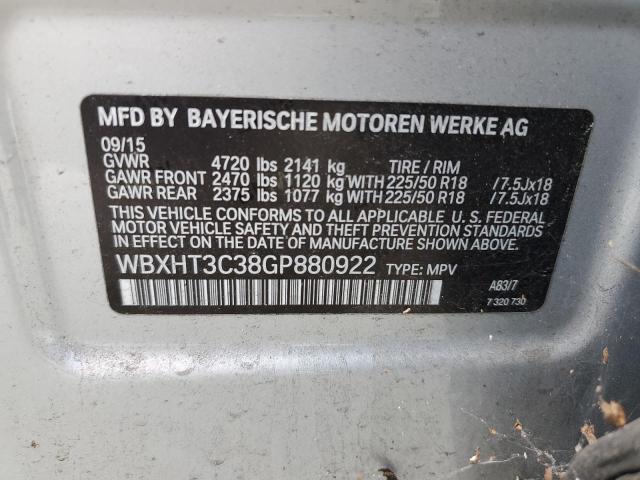 MFD BY BAYERISCHE MOTOREN WERKE AG
09/15
GVWR 4720 lbs 2141 kg TIRE / RIM
GAWR FRONT 2470 lbs 1120 kg WITH 225/50 R18 /7.5Jx18
GAWR REAR 2375 lbs 1077 kg WITH 225/50 R18 /7.5Jx18
THIS VEHICLE CONFORMS TO ALL APPLICABLE U. S. FEDERAL
MOTOR VEHICLE SAFETY AND THEFT PREVENTION
STANDARDS IN EFFECT ON THE DATE OF MANUFACTURE SHOWN ABOVE.
WBXHT3C38GP880922 TYPE: MPV
A83/7
7 320 730